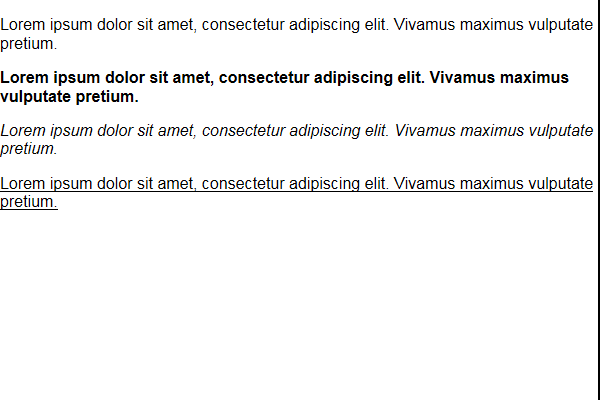 Lorem ipsum dolor sit amet, consectetur adipiscing elit. Vivamus maximus vulputate
pretium.
Lorem ipsum dolor sit amet, consectetur adipiscing elit. Vivamus maximus
vulputate pretium.
Lorem ipsum dolor sit amet, consectetur adipiscing elit. Vivamus maximus vulputate
pretium.
Lorem ipsum dolor sit amet, consectetur adipiscing elit. Vivamus maximus vulputate
pretium.